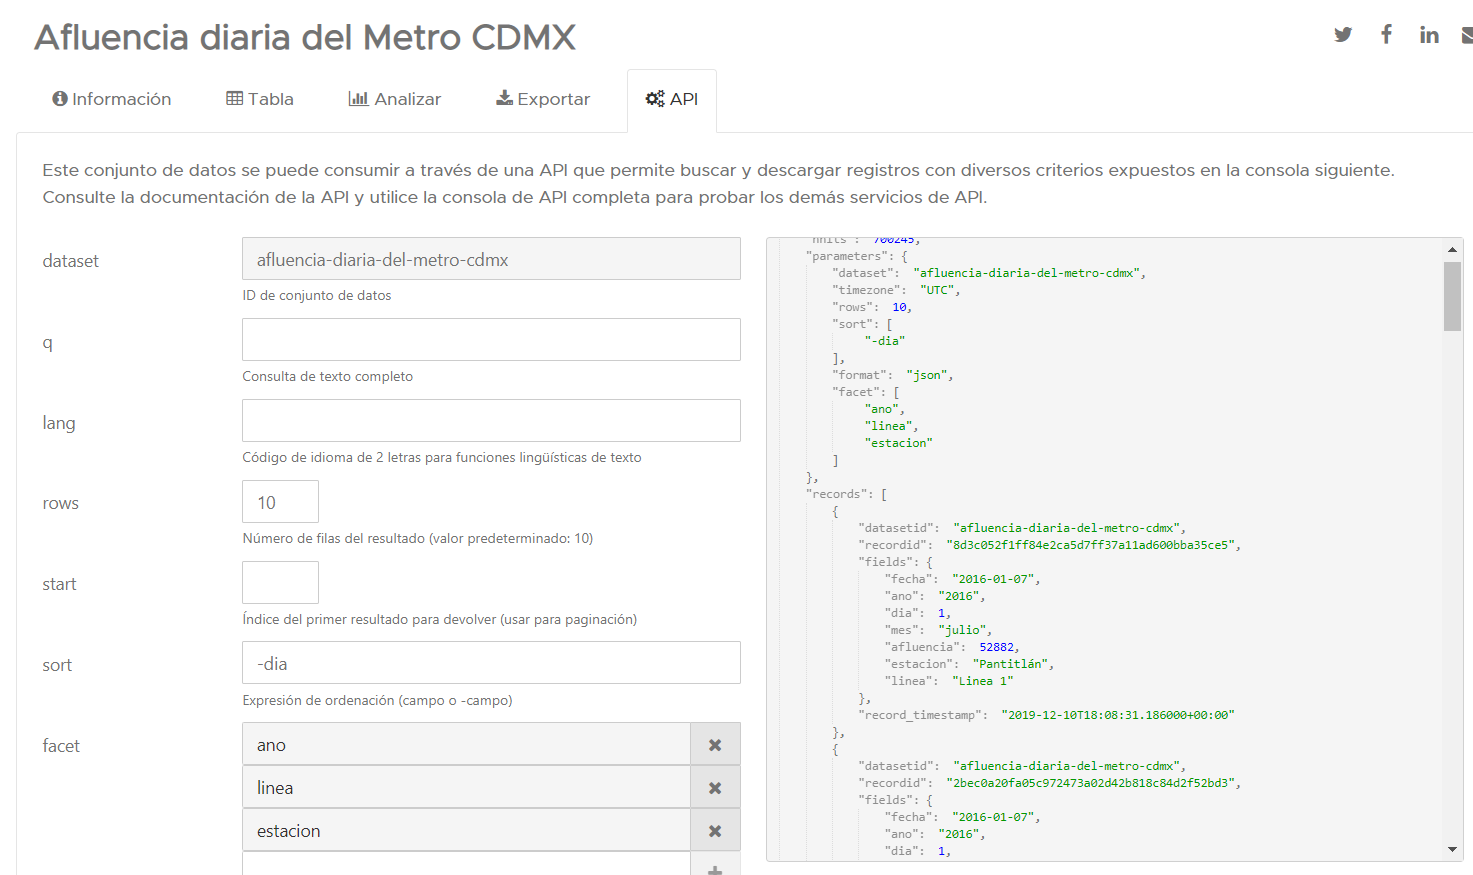 Afluencia diaria del Metro CDMX
Información
Tabla
Analizar
Exportar
API
Este conjunto de datos se puede consumir a través de una API que permite buscar y descargar registros con diversos criterios expuestos en la consola siguiente.
Consulte la documentación de la API y utilice la consola de API completa para probar los demás servicios de API.
dataset
afluencia-diaria-del-metro-cdmx
ID de conjunto de datos
q
Consulta de texto completo
lang
Código de idioma de 2 letras para funciones lingüísticas de texto
rows
10
Número de filas del resultado (valor predeterminado: 10)
start
Índice del primer resultado para devolver (usar para paginación)
sort
-dia
Expresión de ordenación (campo o -campo)
facet
ano
linea
estacion
"nhits": 700245,
"parameters": {
"dataset": "afluencia-diaria-del-metro-cdmx",
"timezone": "UTC",
"rows": 10,
"sort": [
"-dia"
],
"format": "json",
"facet": [
"ano",
"linea",
"estacion"
]
},
"records": [
{
"datasetid": "afluencia-diaria-del-metro-cdmx",
"recordid": "8d3c052f1ff84e2ca5d7ff37a11ad600bba35ce5",
"fields": {
"fecha": "2016-01-07",
"ano": "2016",
"dia": 1,
"mes": "julio",
"afluencia": 52882,
"estacion": "Pantitlán",
"linea": "Linea 1"
},
"record_timestamp": "2019-12-10T18:08:31.186000+00:00"
},
{
"datasetid": "afluencia-diaria-del-metro-cdmx",
"recordid": "2bec0a20fa05c972473a02d42b818c84d2f52bd3",
"fields": {
"fecha": "2016-01-07",
"ano": "2016",
"dia": 1,